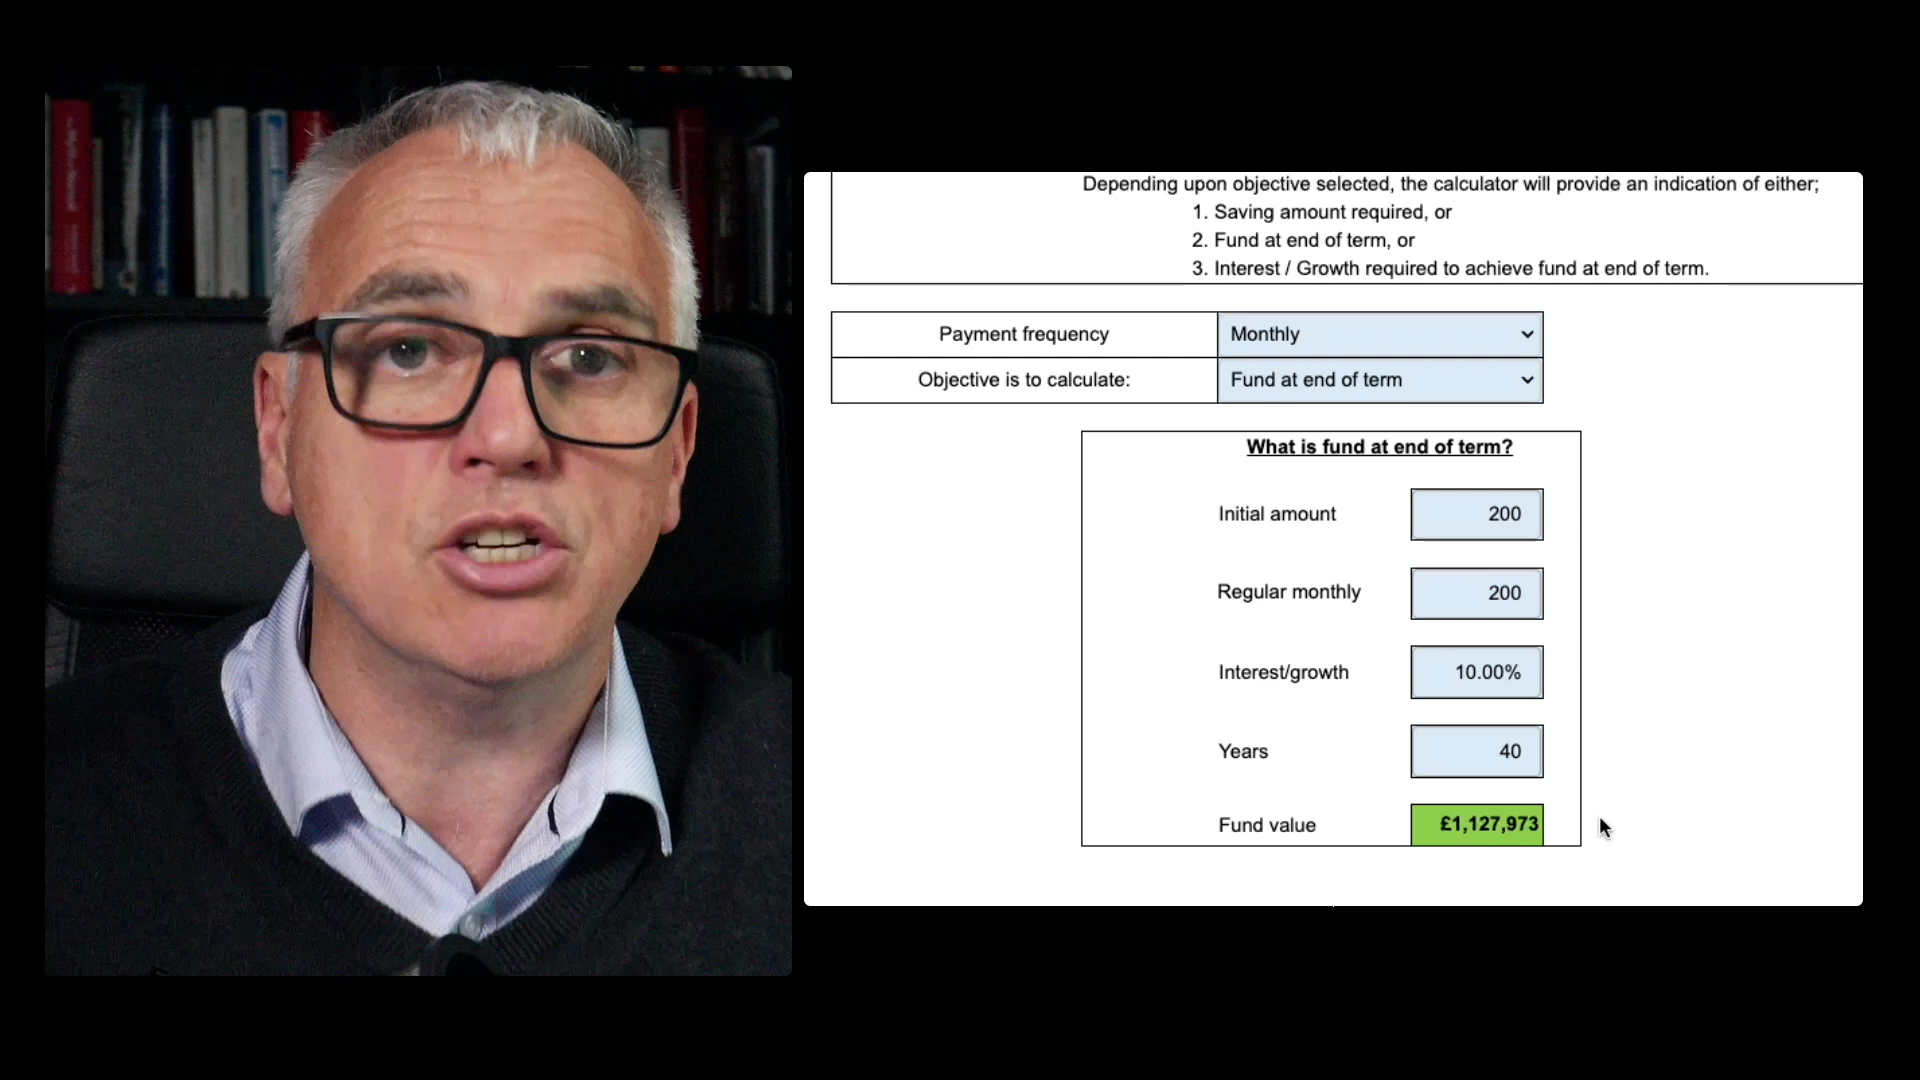 Depending upon objective selected, the calculator will provide an indication of either;
1. Saving amount required, or
2. Fund at end of term, or
3. Interest / Growth required to achieve fund at end of term.
Payment frequency Monthly
Objective is to calculate: Fund at end of term
What is fund at end of term?
Initial amount 200
Regular monthly 200
Interest/growth 10.00%
Years 40
Fund value £1,127,973